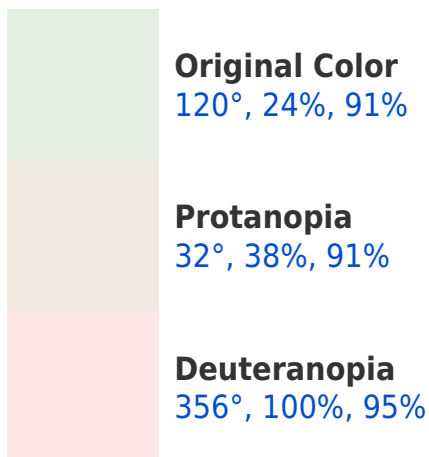 Original Color
120°, 24%, 91%
Protanopia
32°, 38%, 91%
Deuteranopia
356°, 100%, 95%